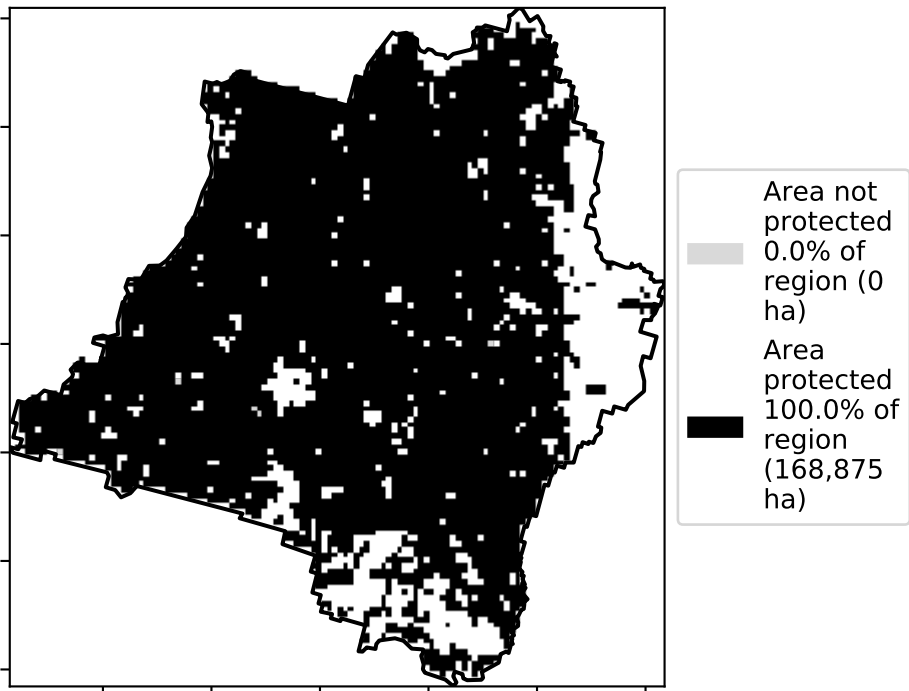 Area not
protected
0.0% of
region (0
ha)
Area
protected
100.0% of
region
(168,875
ha)